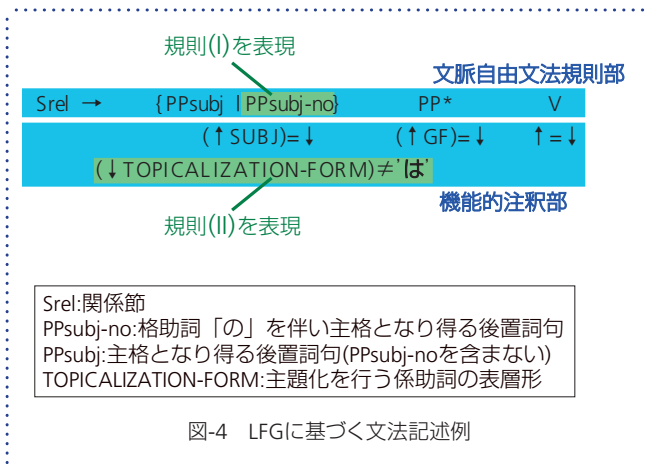 規則(I)を表現
文脈自由文法規則部
Srel → {PPsubj |PPsubj-no} PP* V
(↑SUBJ)=↓ (↑GF)=↓ ↑=↓
(↓TOPICALIZATION-FORM)≠'は'
機能的注釈部
規則(II)を表現
Srel:関係節
PPsubj-no:格助詞「の」を伴い主格となり得る後置詞句
PPsubj:主格となり得る後置詞句(PPsubj-noを含まない)
TOPICALIZATION-FORM:主題化を行う係助詞の表層形
図-4 LFGに基づく文法記述例